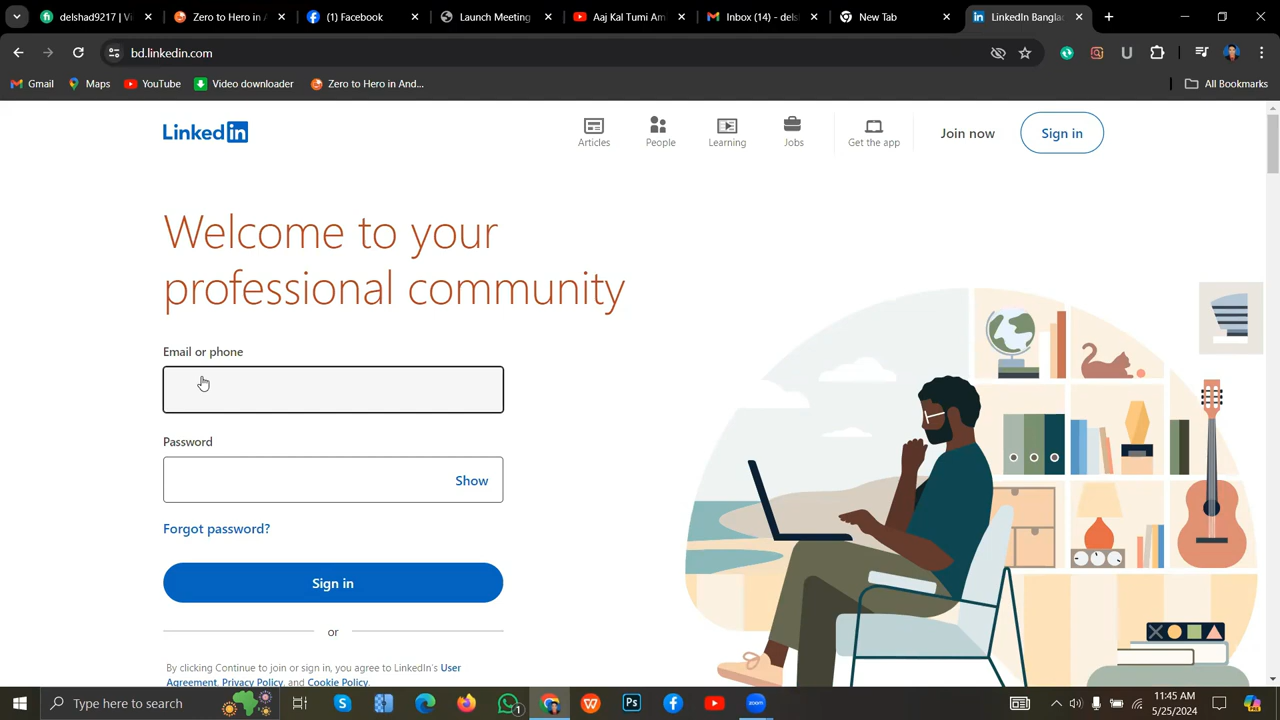 delshad9217 | Vi
Zero to Hero in A
(1) Facebook
Launch Meeting
Aaj Kal Tumi Am
Inbox (14) - dels
New Tab
LinkedIn Bangla
bd.linkedin.com
Gmail
Maps
YouTube
Video downloader
Zero to Hero in And...
All Bookmarks
Linked in
Articles
People
Learning
Jobs
Get the app
Join now
Sign in
Welcome to your
professional community
Email or phone
Password
Show
Forgot password?
Sign in
or
By clicking Continue to join or sign in, you agree to LinkedIn's User
Agreement, Privacy Policy, and Cookie Policy.
Type here to search
11:45 AM
5/25/2024